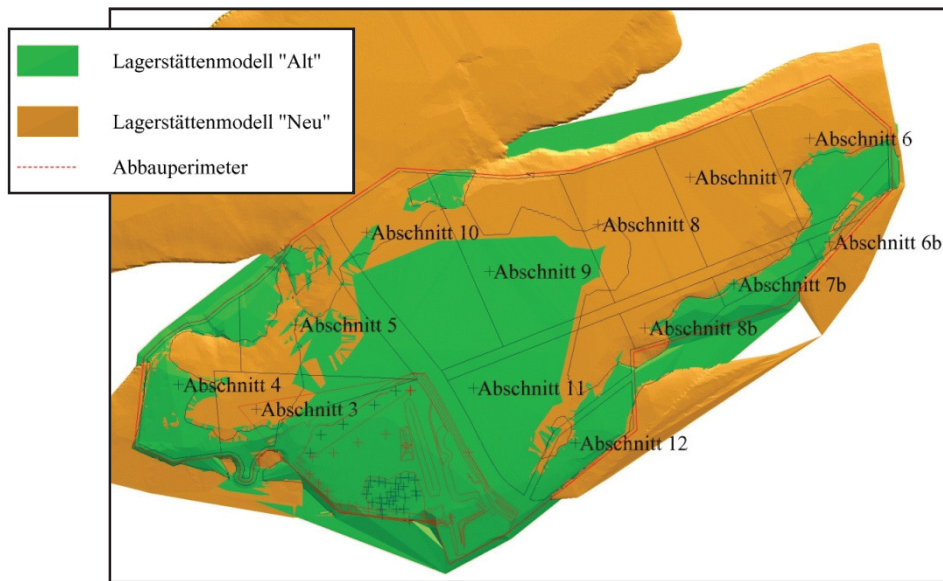 Lagerstättenmodell "Alt"
Lagerstättenmodell "Neu"
Abbauperimeter
Abschnitt 6
Abschnitt 7
Abschnitt 8
Abschnitt 10
Abschnitt 6b
Abschnitt 9
Abschnitt 7b
Abschnitt 5
Abschnitt 8b
Abschnitt 4
Abschnitt 11
Abschnitt 3
Abschnitt 12